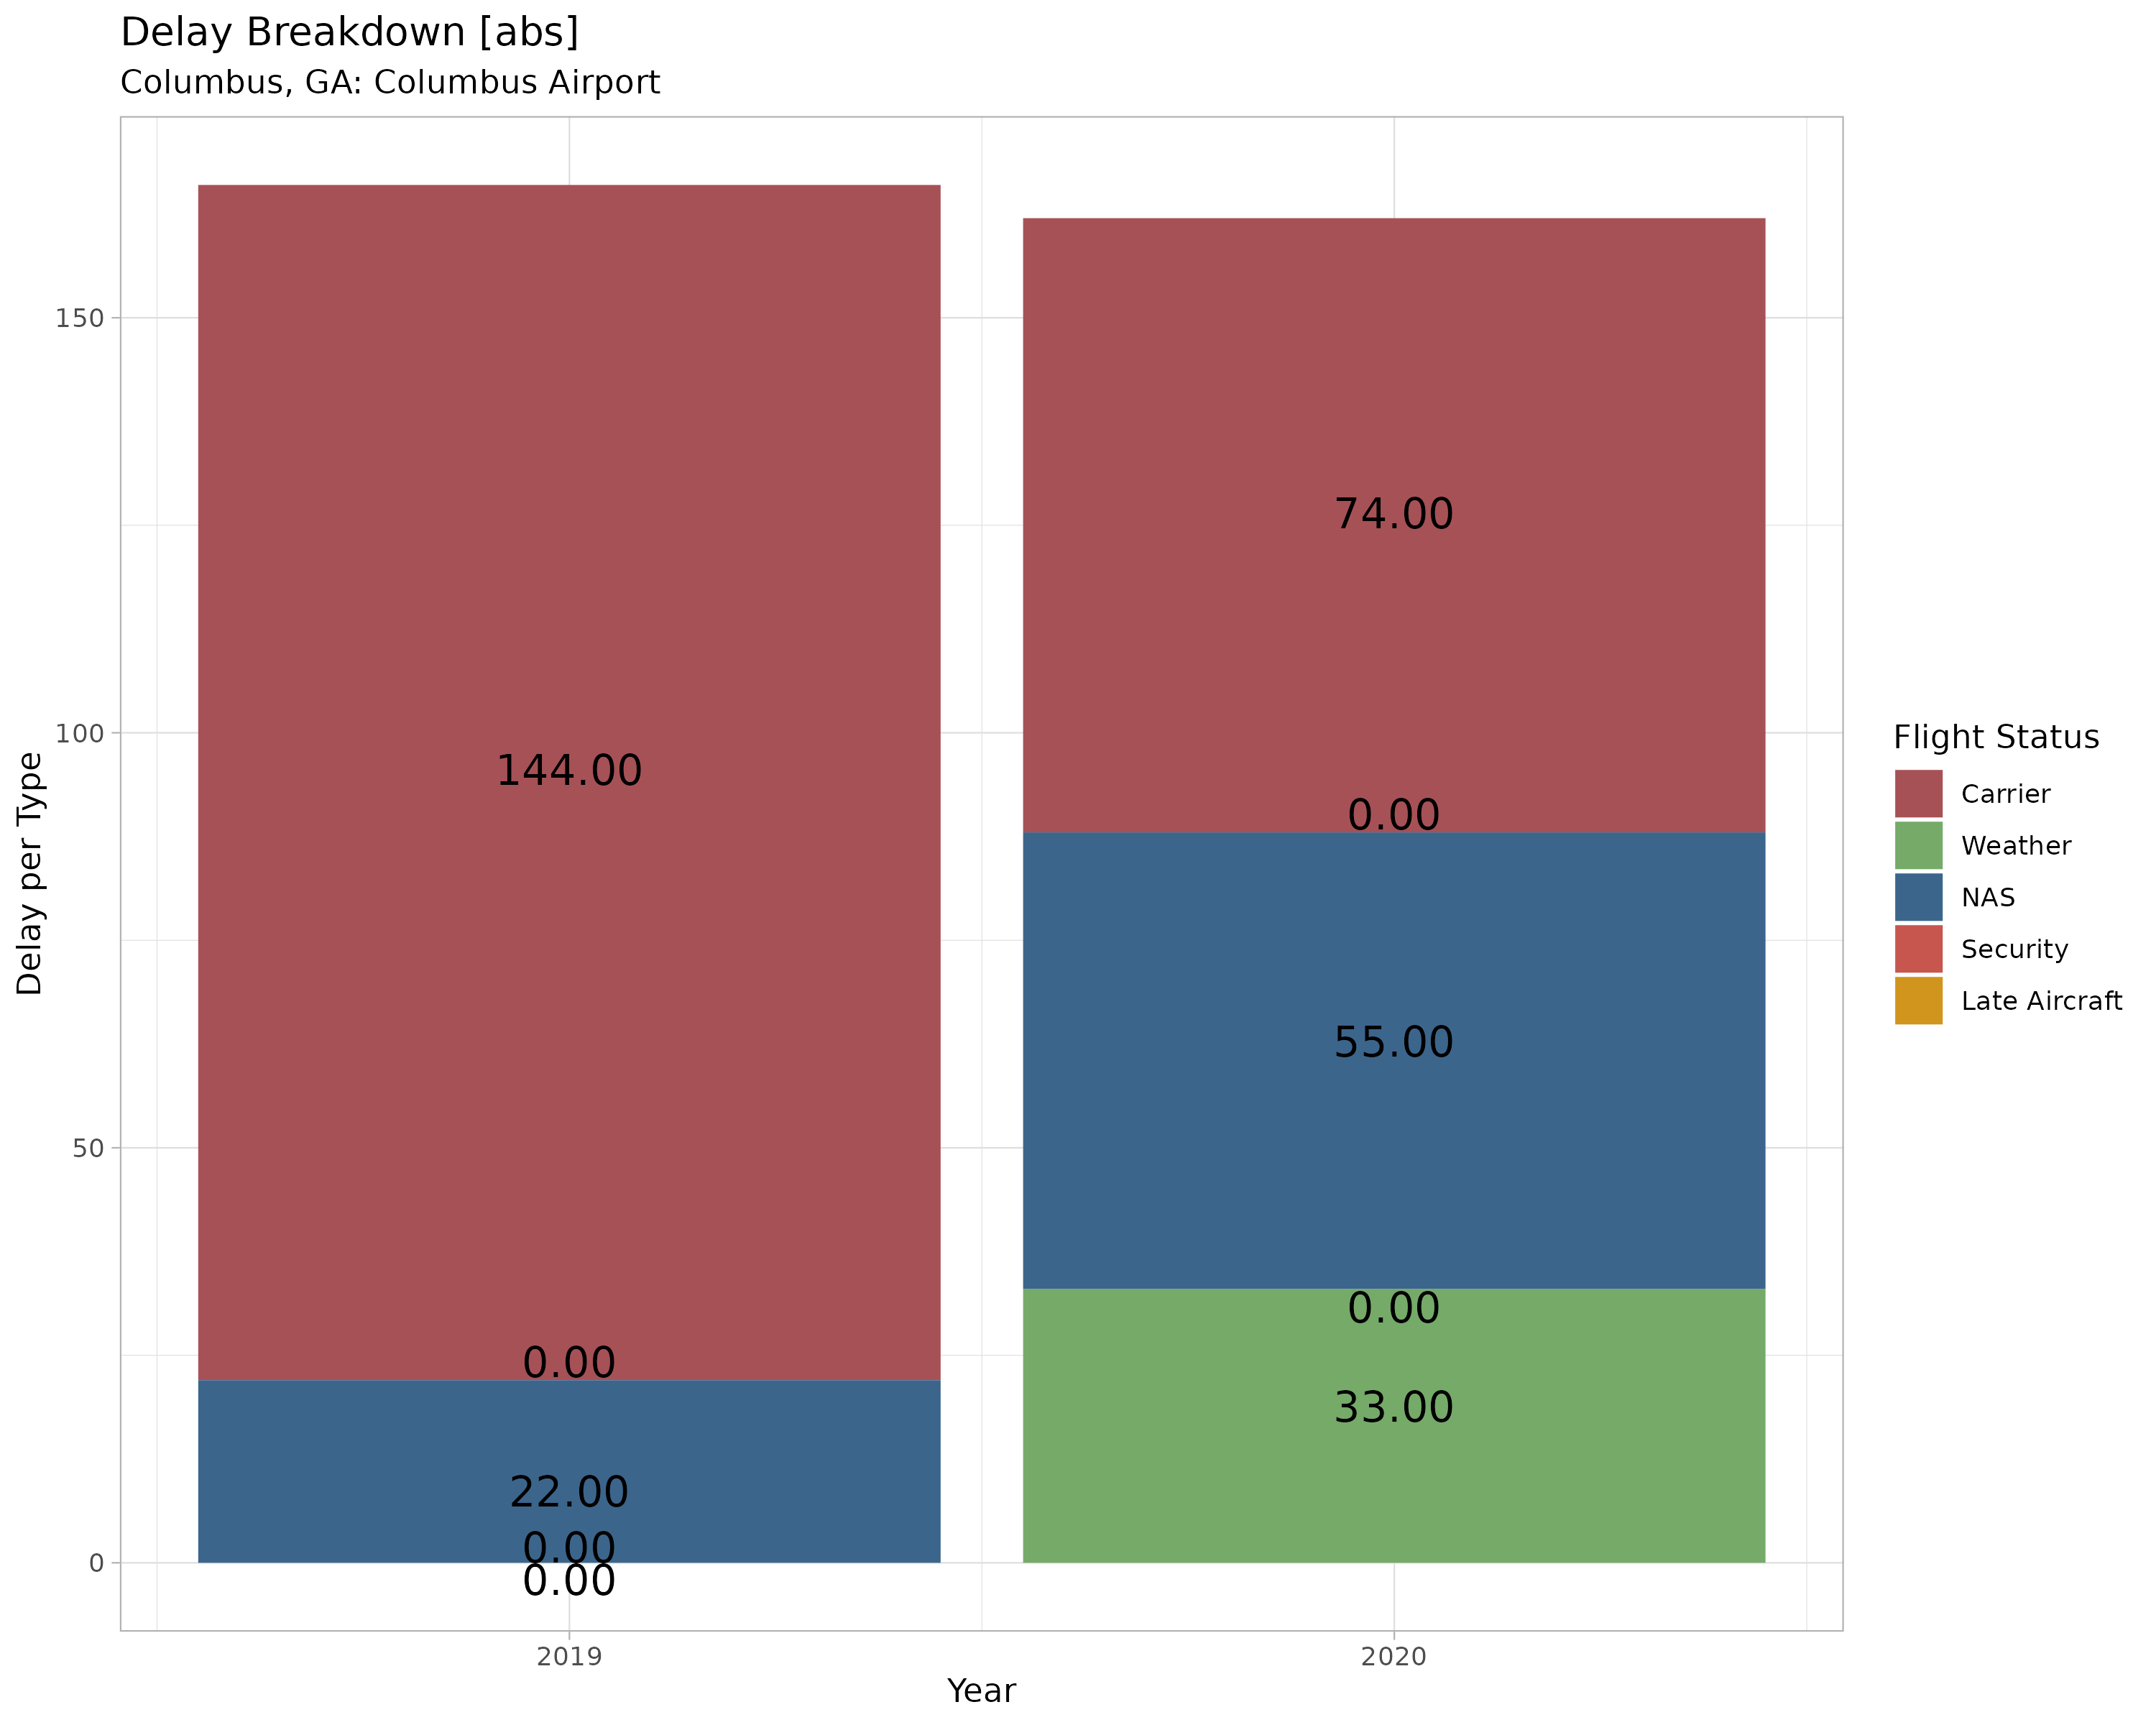 Delay Breakdown [abs]
Columbus, GA: Columbus Airport
Delay per Type
150
100
50
0
144.00
0.00
22.00
0.00
0.00
74.00
0.00
55.00
0.00
33.00
2019
2020
Year
Flight Status
Carrier
Weather
NAS
Security
Late Aircraft